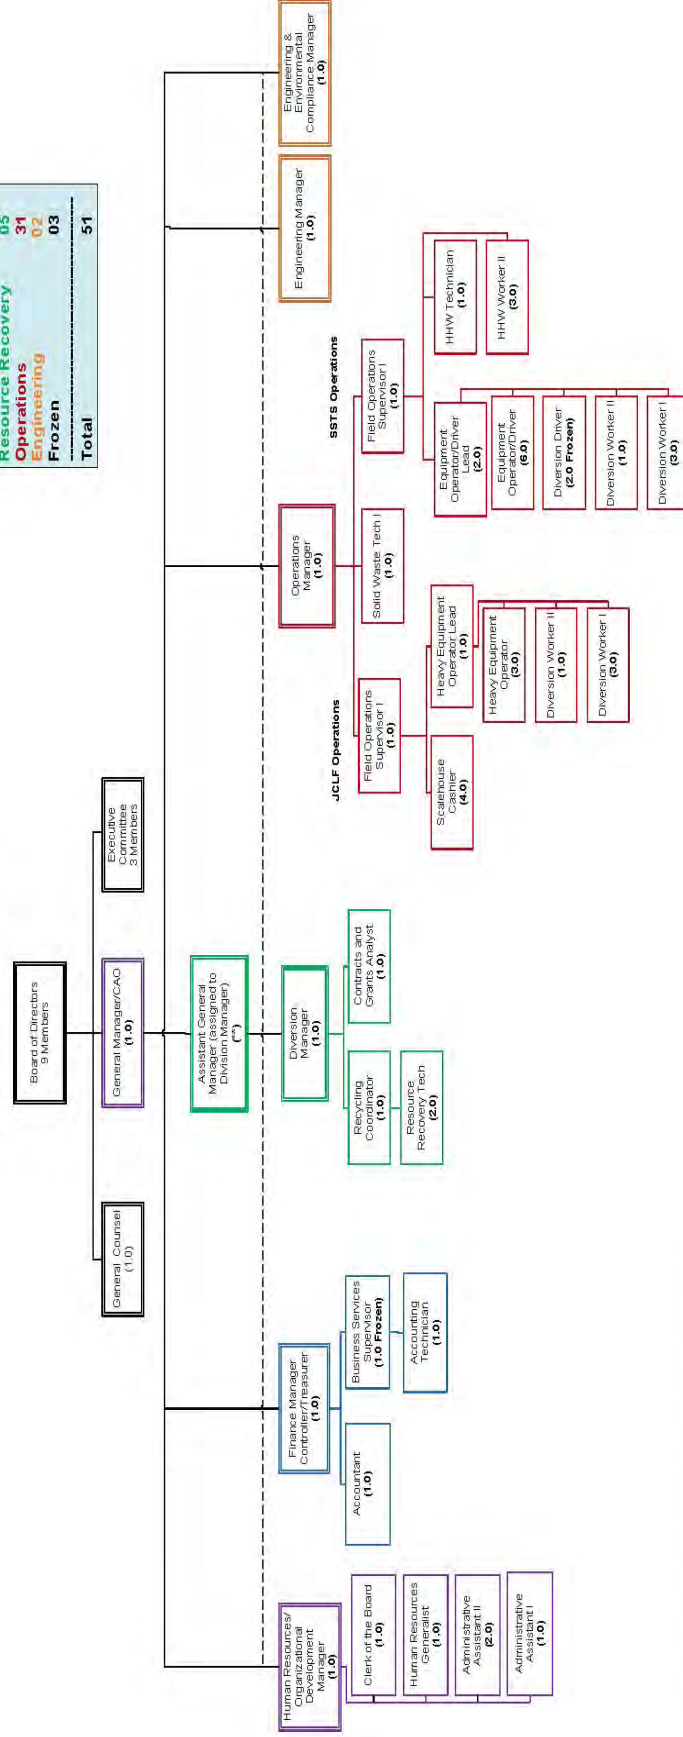 Resource Recovery 05
Operations 31
Engineering 02
Frozen 03
Total 51
Board of Directors
9 Members
General Counsel
(1.0)
General Manager/CAO
(1.0)
Executive
Committee
3 Members
Assistant General
Manager (assigned to
Division Manager)
(**)
Human Resources/
Organizational
Development
Manager
(1.0)
Clerk of the Board
(1.0)
Human Resources
Generalist
(1.0)
Administrative
Assistant II
(2.0)
Administrative
Assistant I
(1.0)
Finance Manager
Controller/Treasurer
(1.0)
Accountant
(1.0)
Business Services
Supervisor
(1.0 Frozen)
Accounting
Technician
(1.0)
Diversion
Manager
(1.0)
Recycling
Coordinator
(1.0)
Contracts and
Grants Analyst
(1.0)
Resource
Recovery Tech
(2.0)
Operations
Manager
(1.0)
JCLF Operations
Field Operations
Supervisor I
(1.0)
Scalehouse
Cashier
(4.0)
Heavy Equipment
Operator Lead
(1.0)
Heavy Equipment
Operator
(3.0)
Diversion Worker II
(1.0)
Diversion Worker I
(3.0)
Solid Waste Tech I
(1.0)
SSTS Operations
Field Operations
Supervisor I
(1.0)
Equipment
Operator/Driver
Lead
(2.0)
Equipment
Operator/Driver
(6.0)
Diversion Driver
(2.0 Frozen)
Diversion Worker II
(1.0)
Diversion Worker I
(3.0)
HHW Technician
(1.0)
HHW Worker II
(3.0)
Engineering Manager
(1.0)
Engineering &
Environmental
Compliance Manager
(1.0)